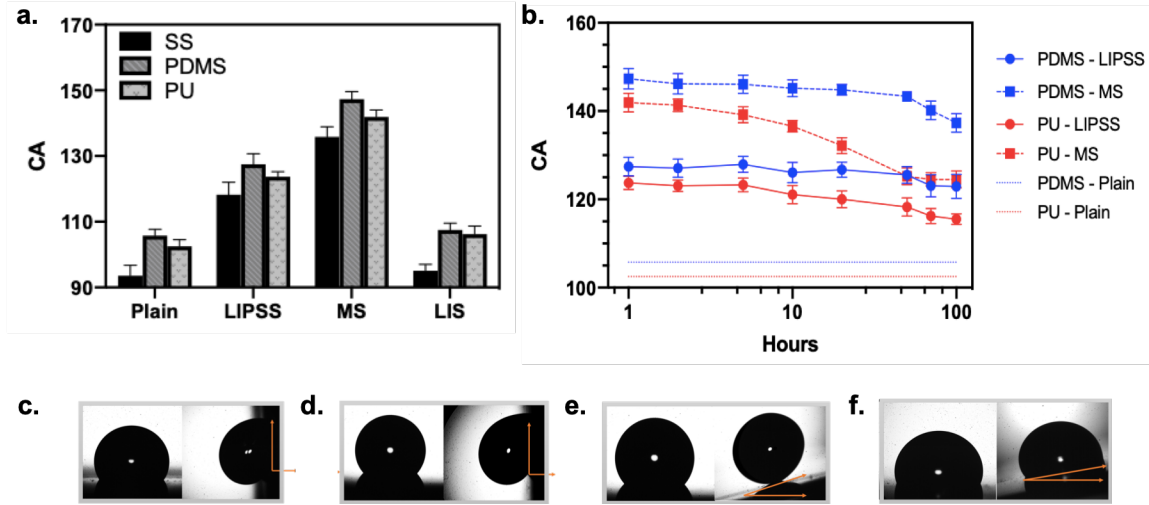 a.
CA
170
150
130
110
90
SS
PDMS
PU
Plain
LIPSS
MS
LIS
b.
CA
160
140
120
100
1
10
100
Hours
PDMS - LIPSS
PDMS - MS
PU - LIPSS
PU - MS
PDMS - Plain
PU - Plain
c.
d.
e.
f.